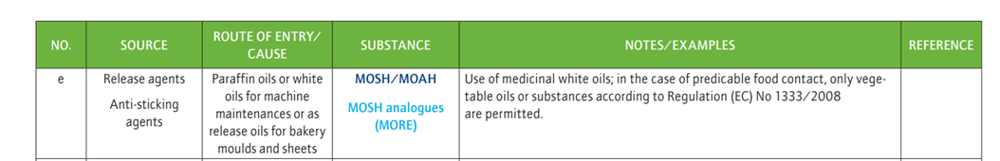 NO.
SOURCE
ROUTE OF ENTRY/
CAUSE
SUBSTANCE
NOTES/EXAMPLES
REFERENCE
e
Release agents
Anti-sticking
agents
Paraffin oils or white
oils for machine
maintenances or as
release oils for bakery
moulds and sheets
MOSH/MOAH
MOSH analogues
(MORE)
Use of medicinal white oils; in the case of predicable food contact, only vege-
table oils or substances according to Regulation (EC) No 1333/2008
are permitted.